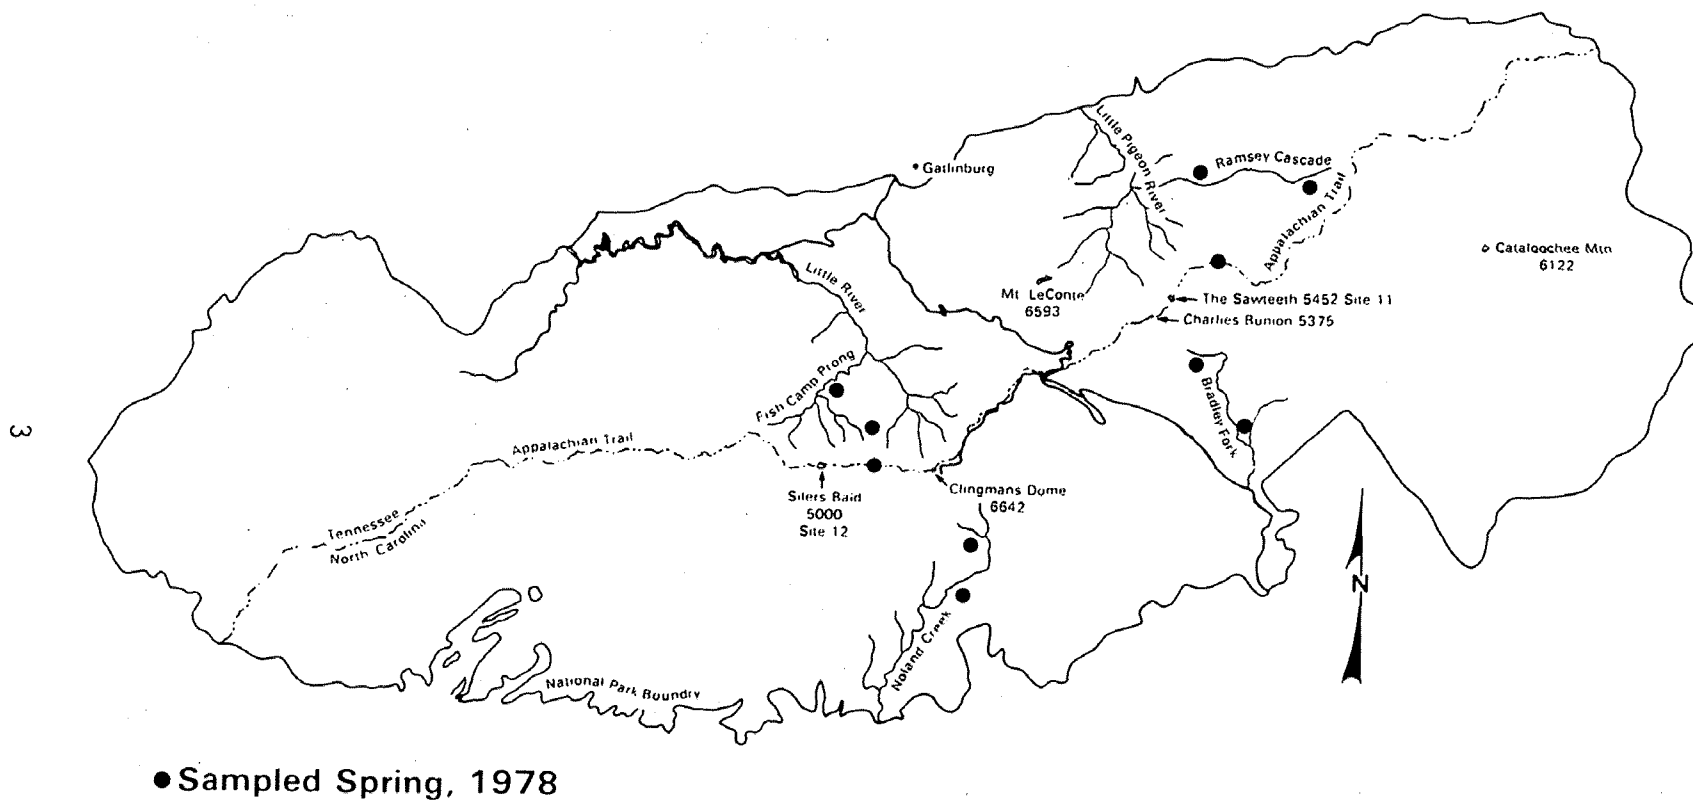 Little Pigeon River
Gatlinburg
Ramsey Cascade
Appalachian Trail
Cataloochee Mtn
6122
Little River
Mt LeConte
6593
The Sawteeth 5452 Site 11
Charlies Bunion 5375
Fish Camp Prong
Bradley Fork
Appalachian Trail
Silers Bald
5000
Site 12
Clingmans Dome
6642
Tennessee
North Carolina
N
Noland Creek
National Park Boundry
3
Sampled Spring, 1978